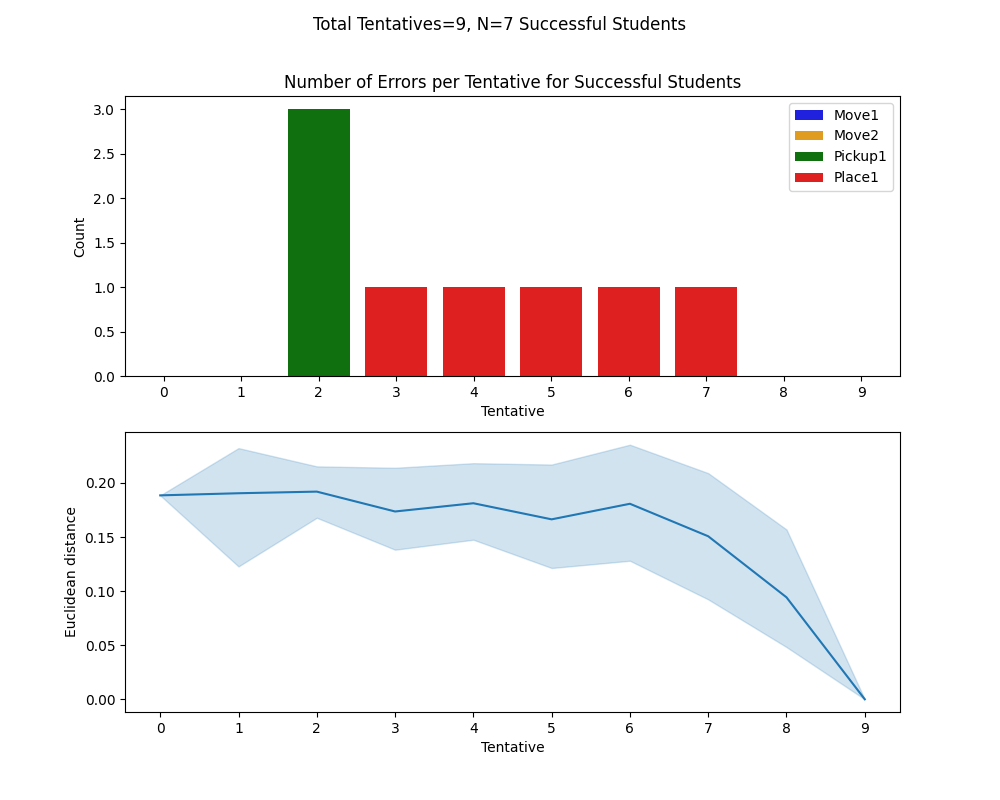 Total Tentatives=9, N=7 Successful Students
Number of Errors per Tentative for Successful Students
3.0
2.5
2.0
1.5
1.0
0.5
0.0
Count
Move1
Move2
Pickup1
Place1
0 1 2 3 4 5 6 7 8 9
Tentative
0.20
0.15
0.10
0.05
0.00
Euclidean distance
0 1 2 3 4 5 6 7 8 9
Tentative